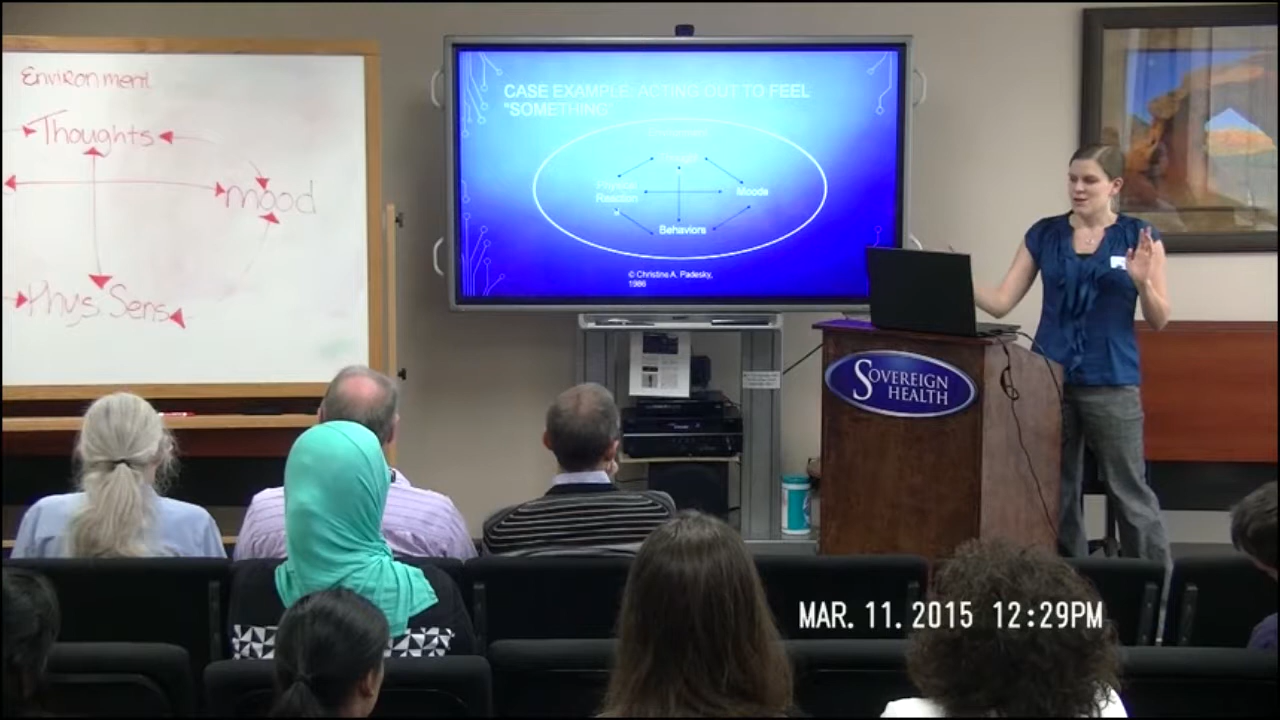 Environment
Thoughts
mood
Phys. Sens.
CASE EXAMPLE: ACTING OUT TO FEEL
"SOMETHING"
Environment
Physical
Reaction
Moods
Behaviors
© Christine A. Padesky,
1986
SOVEREIGN
HEALTH
MAR. 11. 2015 12:29PM